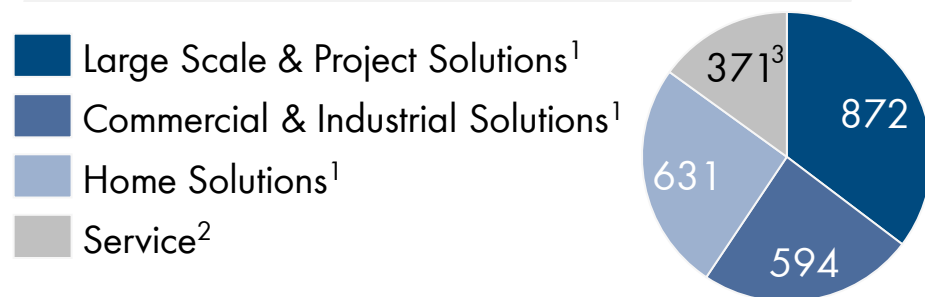 Large Scale & Project Solutions¹
Commercial & Industrial Solutions¹
Home Solutions¹
Service²
371³
872
631
594